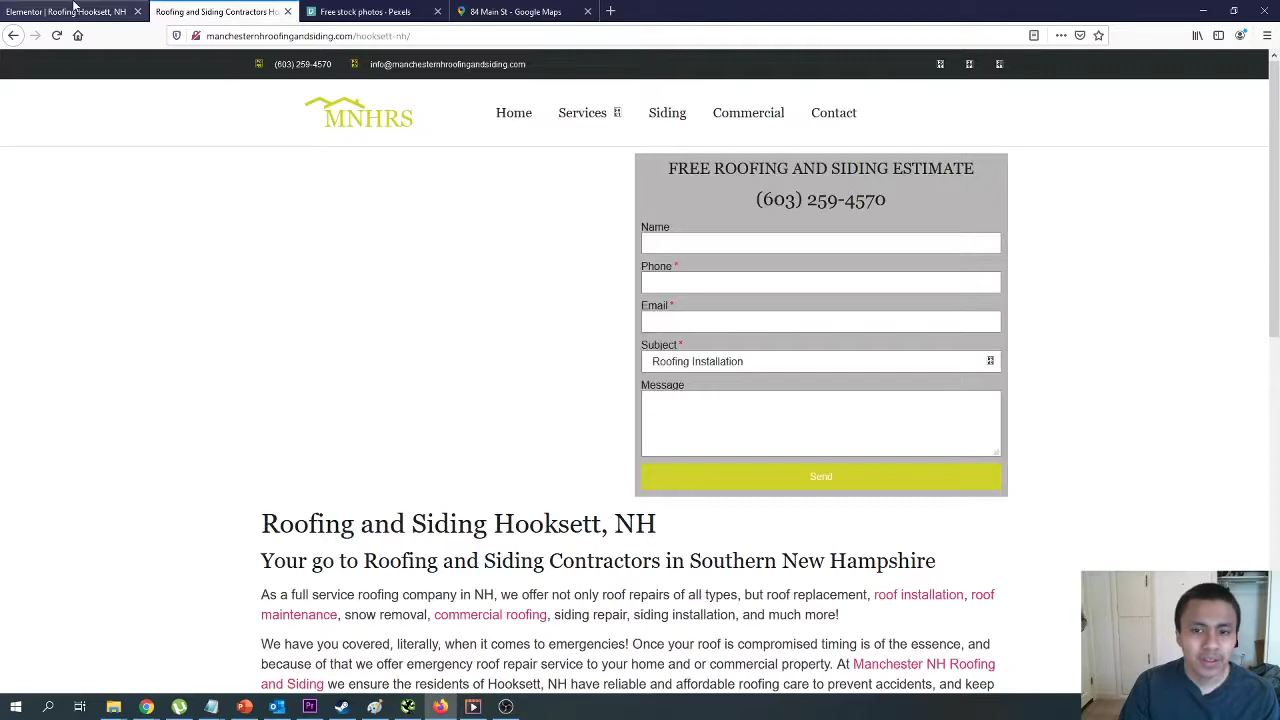 Elementor | Roofing Hooksett, NH
Roofing and Siding Contractors Ho
Free stock photos - Pexels
84 Main St - Google Maps
manchesternhroofingandsiding.com/hooksett-nh/
(603) 259-4570 info@manchesternhroofingandsiding.com
MNHRS
Home Services Siding Commercial Contact
FREE ROOFING AND SIDING ESTIMATE
(603) 259-4570
Name
Phone *
Email *
Subject *
Roofing Installation
Message
Send
Roofing and Siding Hooksett, NH
Your go to Roofing and Siding Contractors in Southern New Hampshire
As a full service roofing company in NH, we offer not only roof repairs of all types, but roof replacement, roof installation, roof
maintenance, snow removal, commercial roofing, siding repair, siding installation, and much more!
We have you covered, literally, when it comes to emergencies! Once your roof is compromised timing is of the essence, and
because of that we offer emergency roof repair service to your home and or commercial property. At Manchester NH Roofing
and Siding we ensure the residents of Hooksett, NH have reliable and affordable roofing care to prevent accidents, and keep